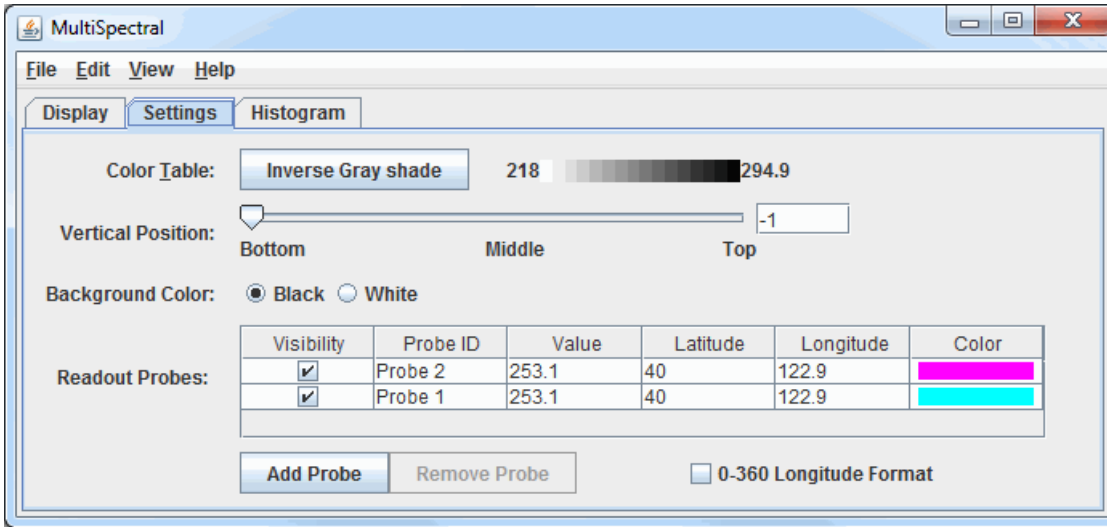 MultiSpectral
File Edit View Help
Display Settings Histogram
Color Table: Inverse Gray shade 218 294.9
Vertical Position: -1
Bottom Middle Top
Background Color: Black White
Readout Probes:
Visibility Probe ID Value Latitude Longitude Color
Probe 2 253.1 40 122.9
Probe 1 253.1 40 122.9
Add Probe Remove Probe 0-360 Longitude Format